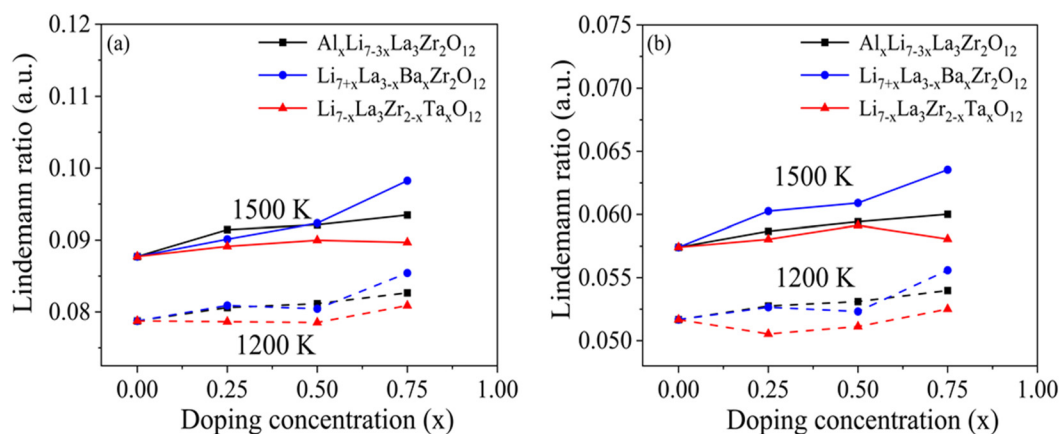 (a)
Lindemann ratio (a.u.)
0.12
0.11
0.10
0.09
0.08
AlₓLi₇₋₃ₓLa₃Zr₂O₁₂
Li₇₊ₓLa₃₋ₓBaₓZr₂O₁₂
Li₇₋ₓLa₃Zr₂₋ₓTaₓO₁₂
1500 K
1200 K
0.00 0.25 0.50 0.75 1.00
Doping concentration (x)
(b)
Lindemann ratio (a.u.)
0.075
0.070
0.065
0.060
0.055
0.050
AlₓLi₇₋₃ₓLa₃Zr₂O₁₂
Li₇₊ₓLa₃₋ₓBaₓZr₂O₁₂
Li₇₋ₓLa₃Zr₂₋ₓTaₓO₁₂
1500 K
1200 K
0.00 0.25 0.50 0.75 1.00
Doping concentration (x)